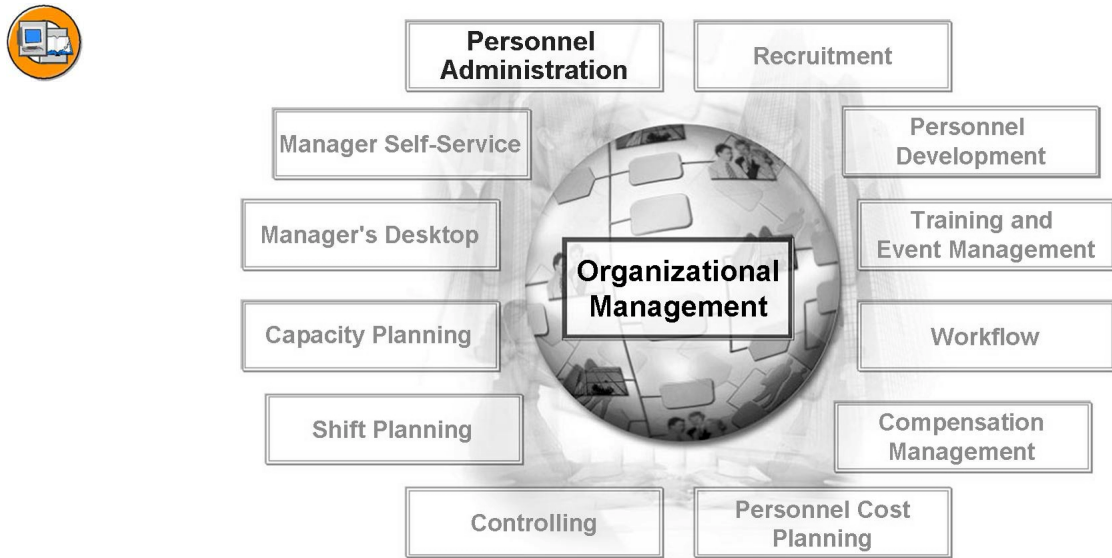 Personnel
Administration
Recruitment
Manager Self-Service
Personnel
Development
Manager's Desktop
Training and
Event Management
Organizational
Management
Capacity Planning
Workflow
Shift Planning
Compensation
Management
Controlling
Personnel Cost
Planning